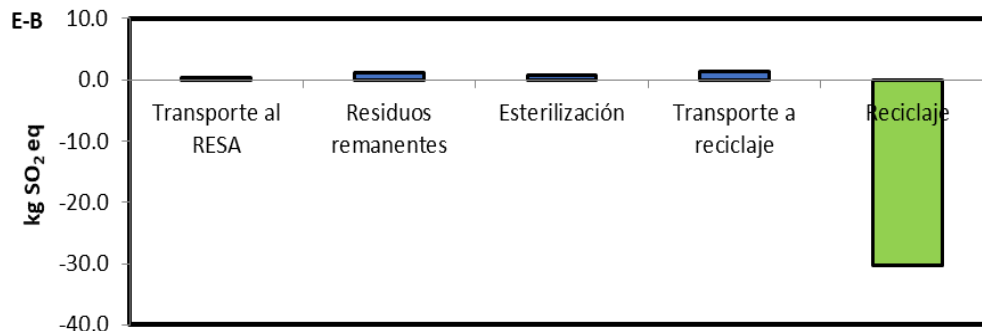 E-B
kg SO₂ eq
10.0
0.0
-10.0
-20.0
-30.0
-40.0
Transporte al
RESA
Residuos
remanentes
Esterilización
Transporte a
reciclaje
Reciclaje